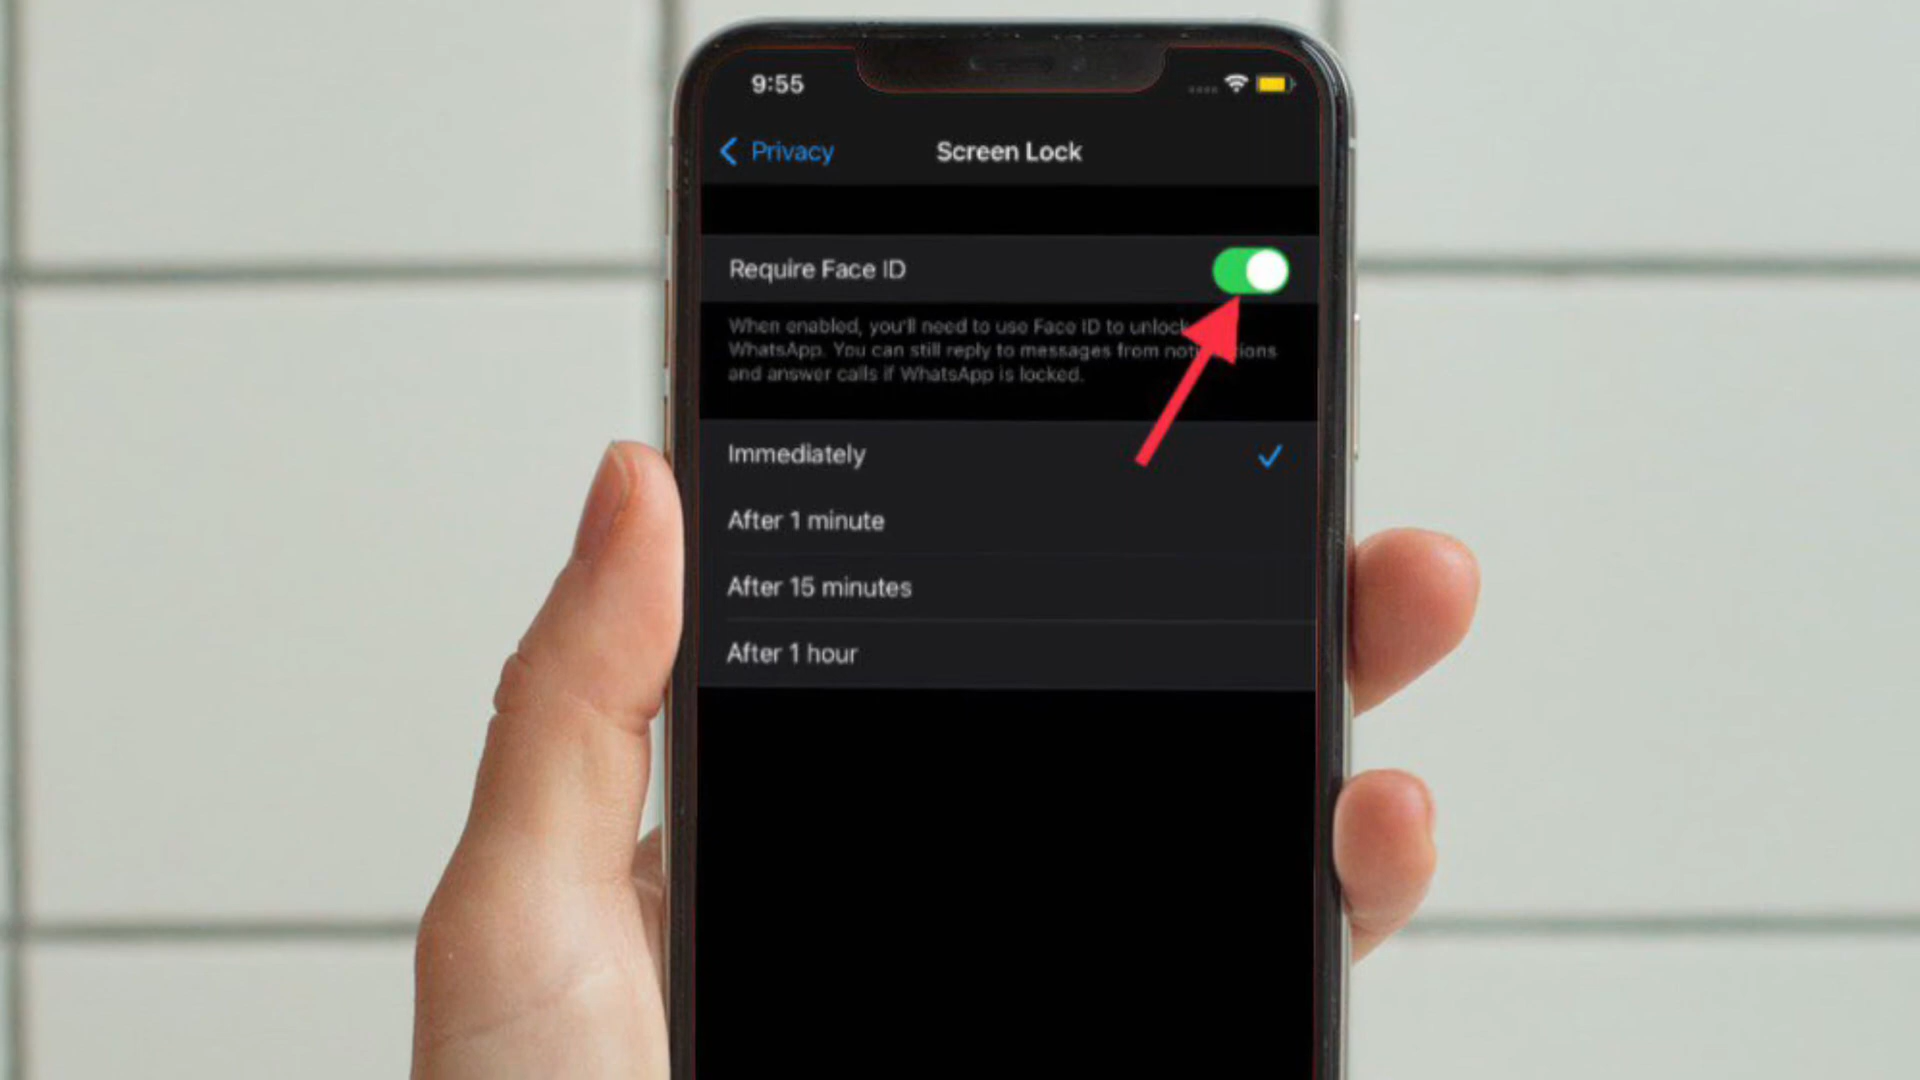 9:55
Privacy
Screen Lock
Require Face ID
When enabled, you'll need to use Face ID to unlock
WhatsApp. You can still reply to messages from
and answer calls if WhatsApp is locked.
Immediately
After 1 minute
After 15 minutes
After 1 hour